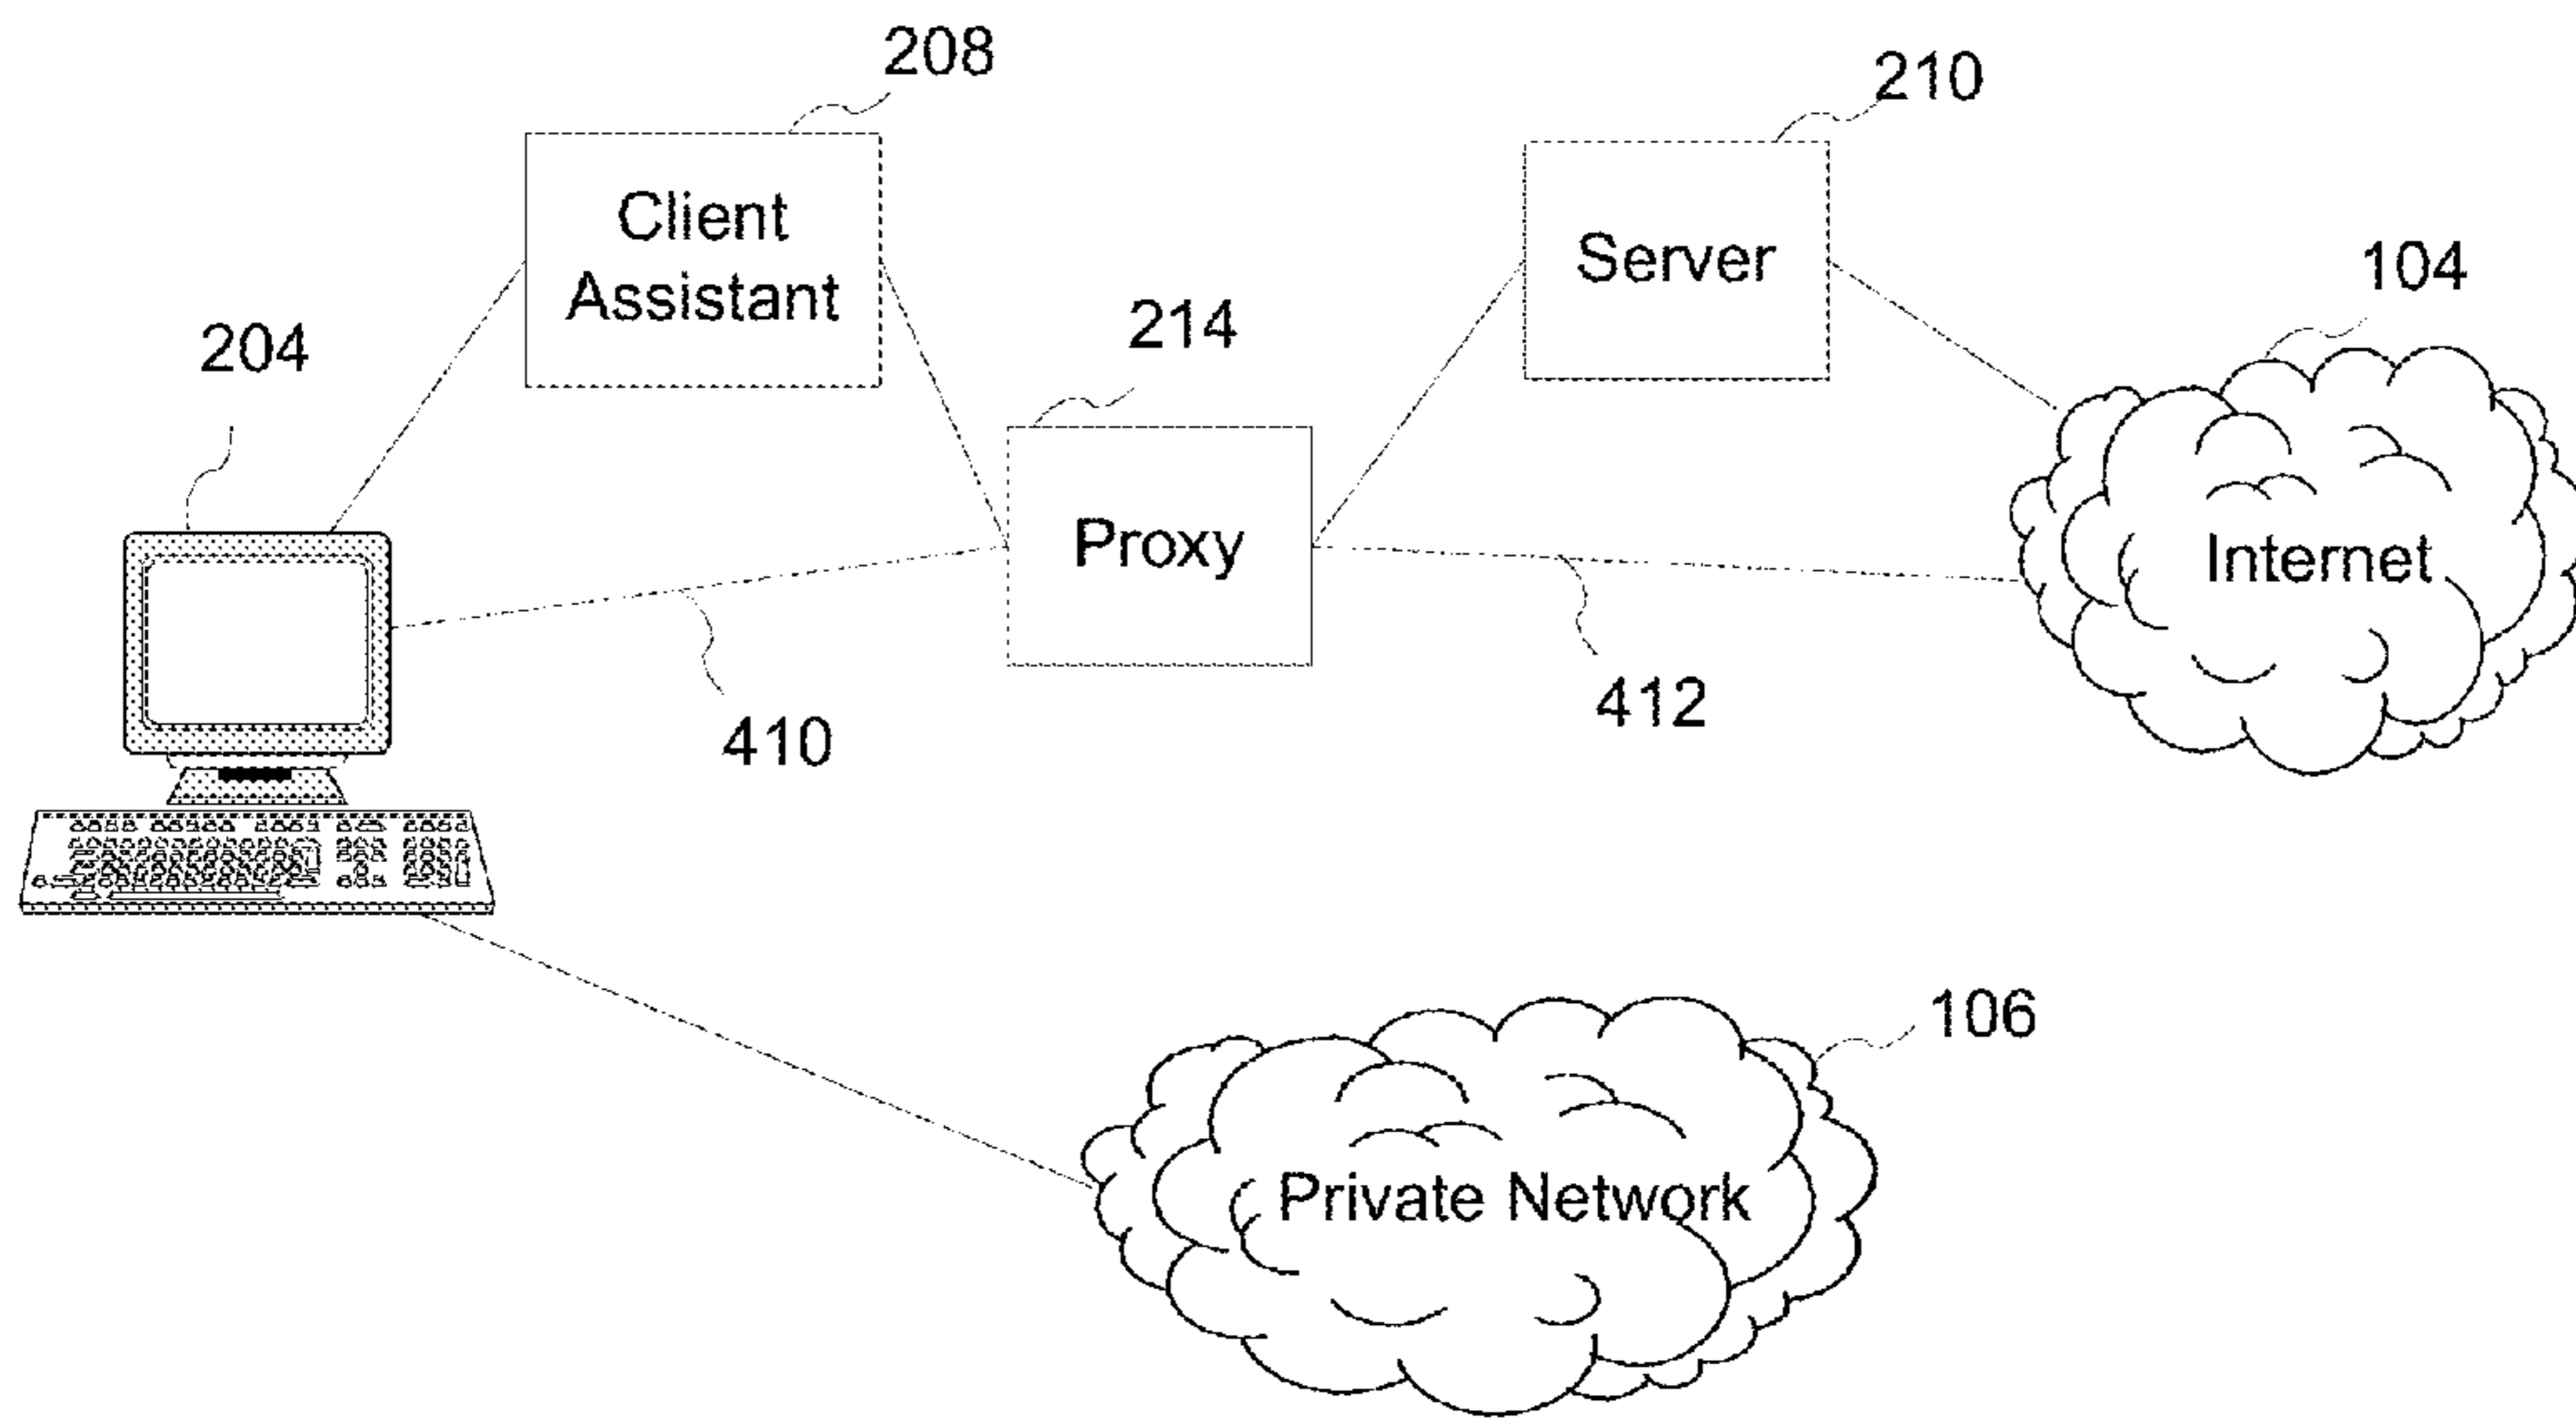 208
210
Client
Assistant
Server
104
204
214
Proxy
Internet
410
412
106
Private Network